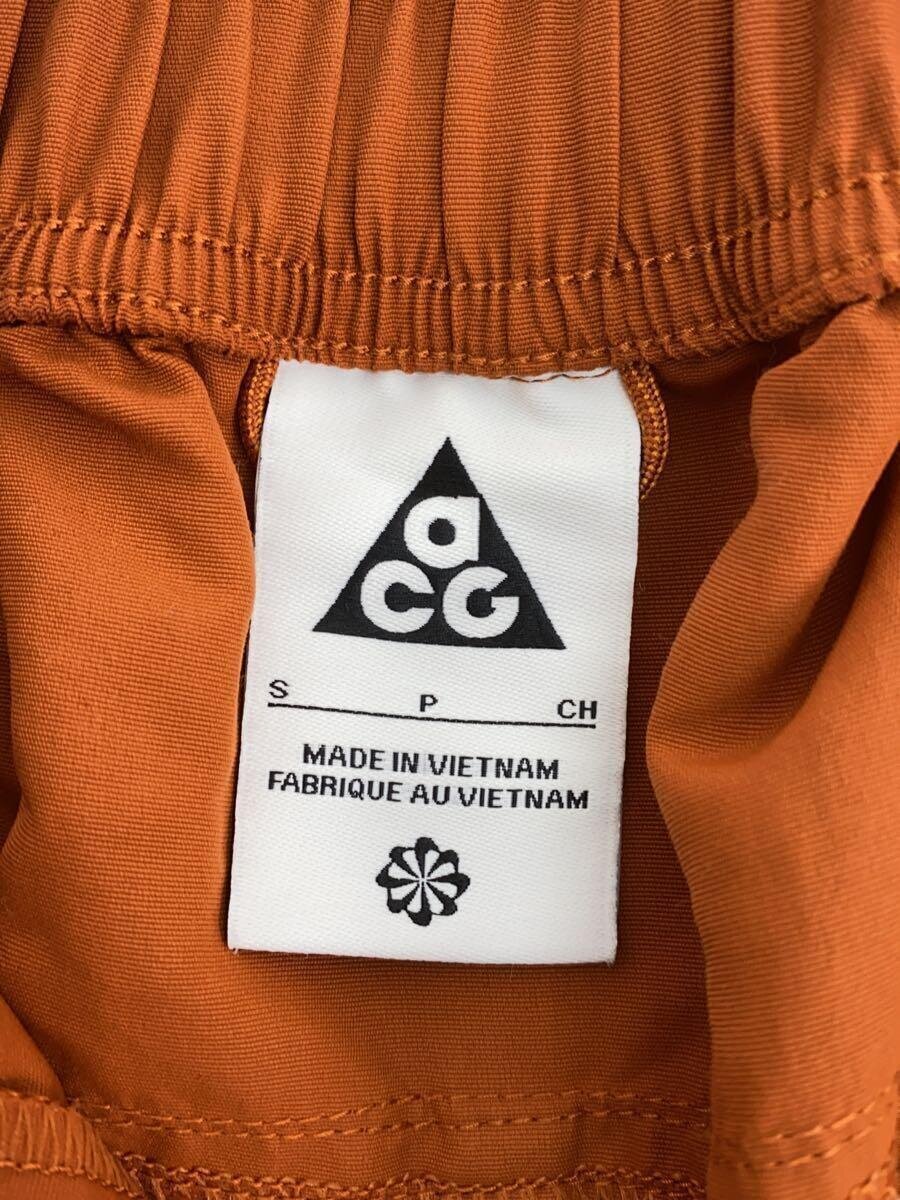 a
CG
S P CH
MADE IN VIETNAM
FABRIQUE AU VIETNAM